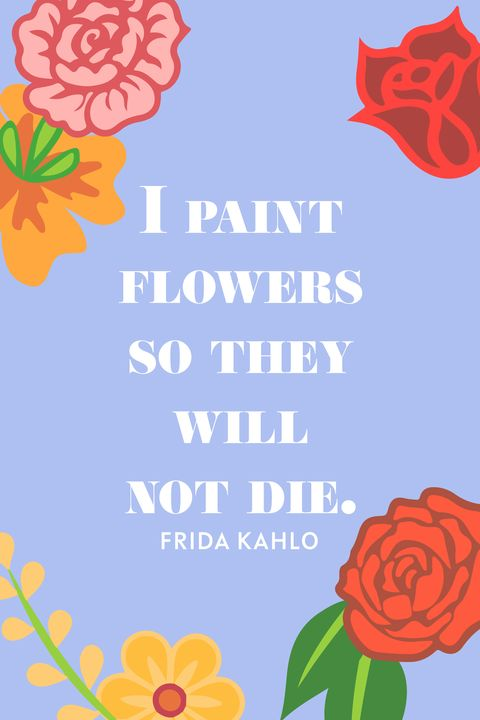 I PAINT
FLOWERS
SO THEY
WILL
NOT DIE.
FRIDA KAHLO